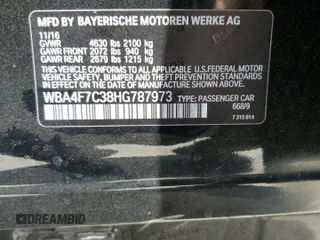 MFD BY BAYERISCHE MOTOREN WERKE AG
11/16
GVWR 4630 lbs 2100 kg
GAWR FRONT 2072 lbs 940 kg
GAWR REAR 2679 lbs 1215 kg
THIS VEHICLE CONFORMS TO ALL APPLICABLE
U.S. FEDERAL MOTOR VEHICLE SAFETY,
BUMPER, AND THEFT PREVENTION STANDARDS
IN EFFECT ON THE DATE OF
MANUFACTURE SHOWN ABOVE.
WBA4F7C38HG787973 TYPE: PASSENGER CAR
668/9
7 315 814
DREAMBID